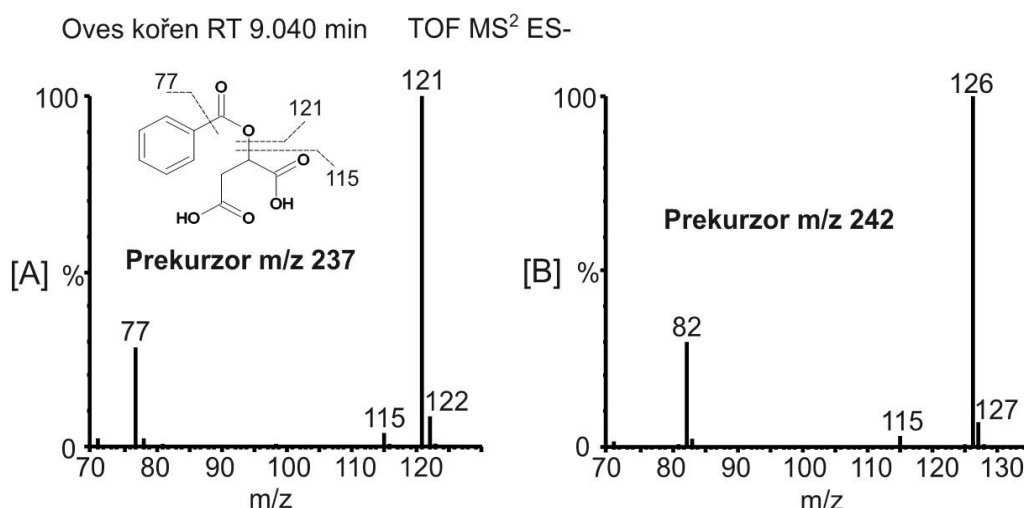 Oves kořen RT 9.040 min TOF MS² ES-
[A]
%
100
0
77
O
O
121
O
115
OH
HO
O
Prekurzor m/z 237
77
115
121
122
70 80 90 100 110 120
m/z
[B]
%
100
0
Prekurzor m/z 242
82
115
126
127
70 80 90 100 110 120 130
m/z